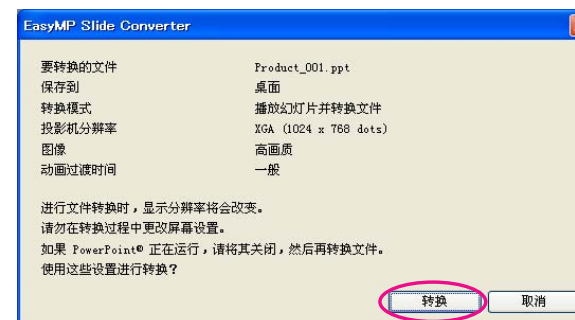 EasyMP Slide Converter
要转换的文件 Product_001.ppt
保存到 桌面
转换模式 播放幻灯片并转换文件
投影机分辨率 XGA (1024 x 768 dots)
图像 高画质
动画过渡时间 一般
进行文件转换时，显示分辨率将会改变。
请勿在转换过程中更改屏幕设置。
如果 PowerPoint® 正在运行，请将其关闭，然后再转换文件。
使用这些设置进行转换？
转换 取消